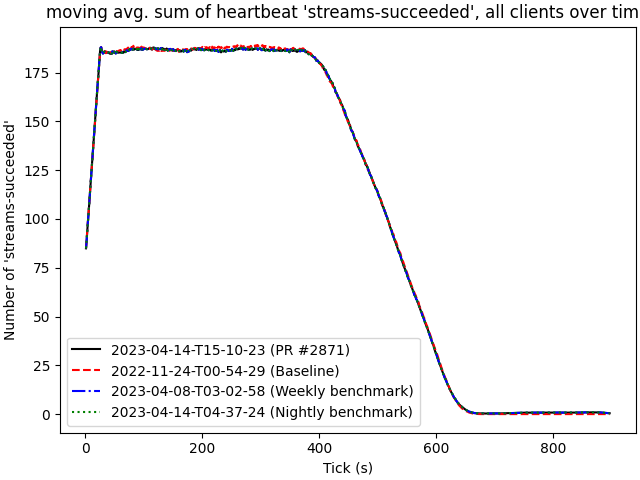 moving avg. sum of heartbeat 'streams-succeeded', all clients over tim
Number of 'streams-succeeded'
175
150
125
100
75
50
25
0
2023-04-14-T15-10-23 (PR #2871)
2022-11-24-T00-54-29 (Baseline)
2023-04-08-T03-02-58 (Weekly benchmark)
2023-04-14-T04-37-24 (Nightly benchmark)
0 200 400 600 800
Tick (s)